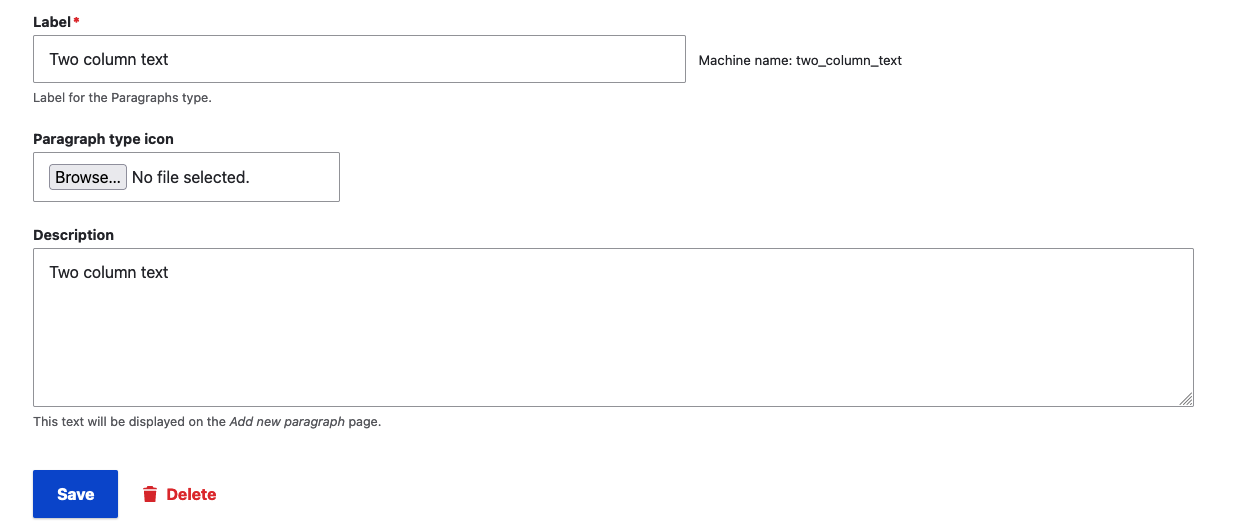 Label*
Two column text
Machine name: two_column_text
Label for the Paragraphs type.
Paragraph type icon
Browse... No file selected.
Description
Two column text
This text will be displayed on the Add new paragraph page.
Save
Delete